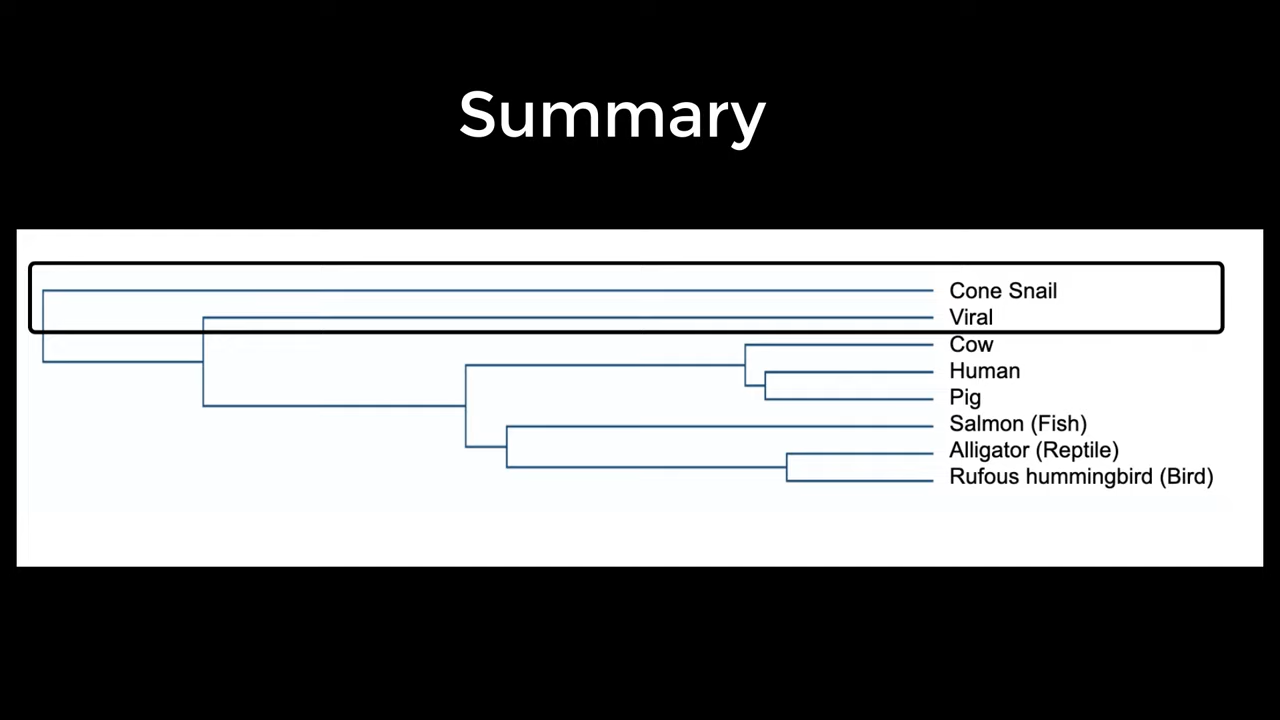 Summary
Cone Snail
Viral
Cow
Human
Pig
Salmon (Fish)
Alligator (Reptile)
Rufous hummingbird (Bird)